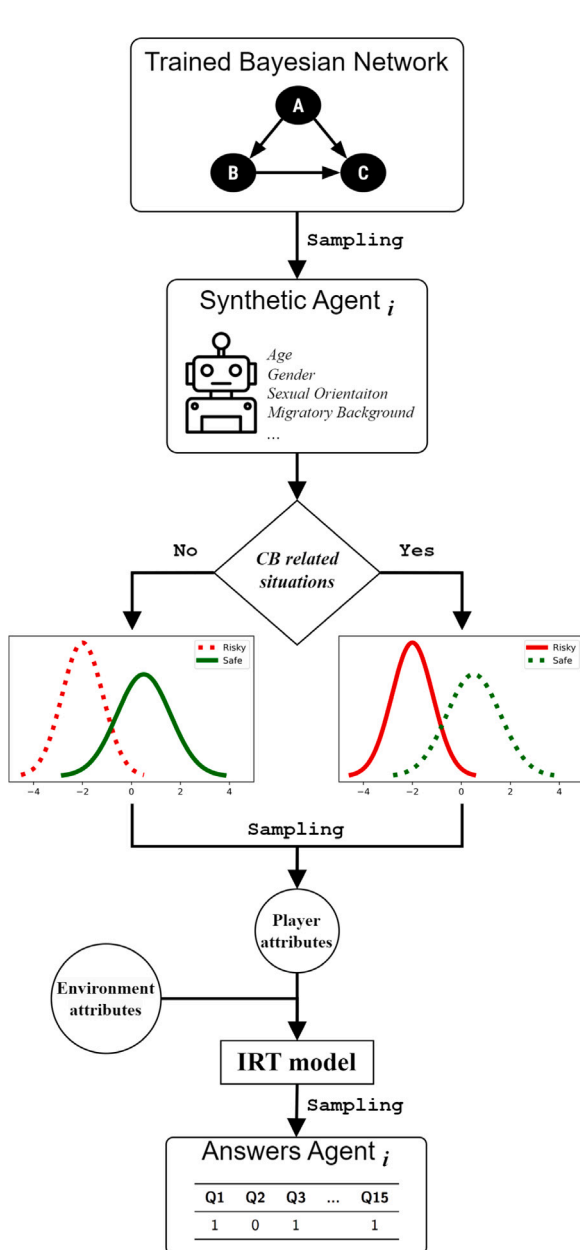 Trained Bayesian Network
A
B
C
Sampling
Synthetic Agent i
Age
Gender
Sexual Orientaiton
Migratory Background
...
No
CB related
situations
Yes
Risky
Safe
−4 −2 0 2 4
Risky
Safe
−4 −2 0 2 4
Sampling
Player
attributes
Environment
attributes
IRT model
Sampling
Answers Agent i
Q1 Q2 Q3 ... Q15
1 0 1 1